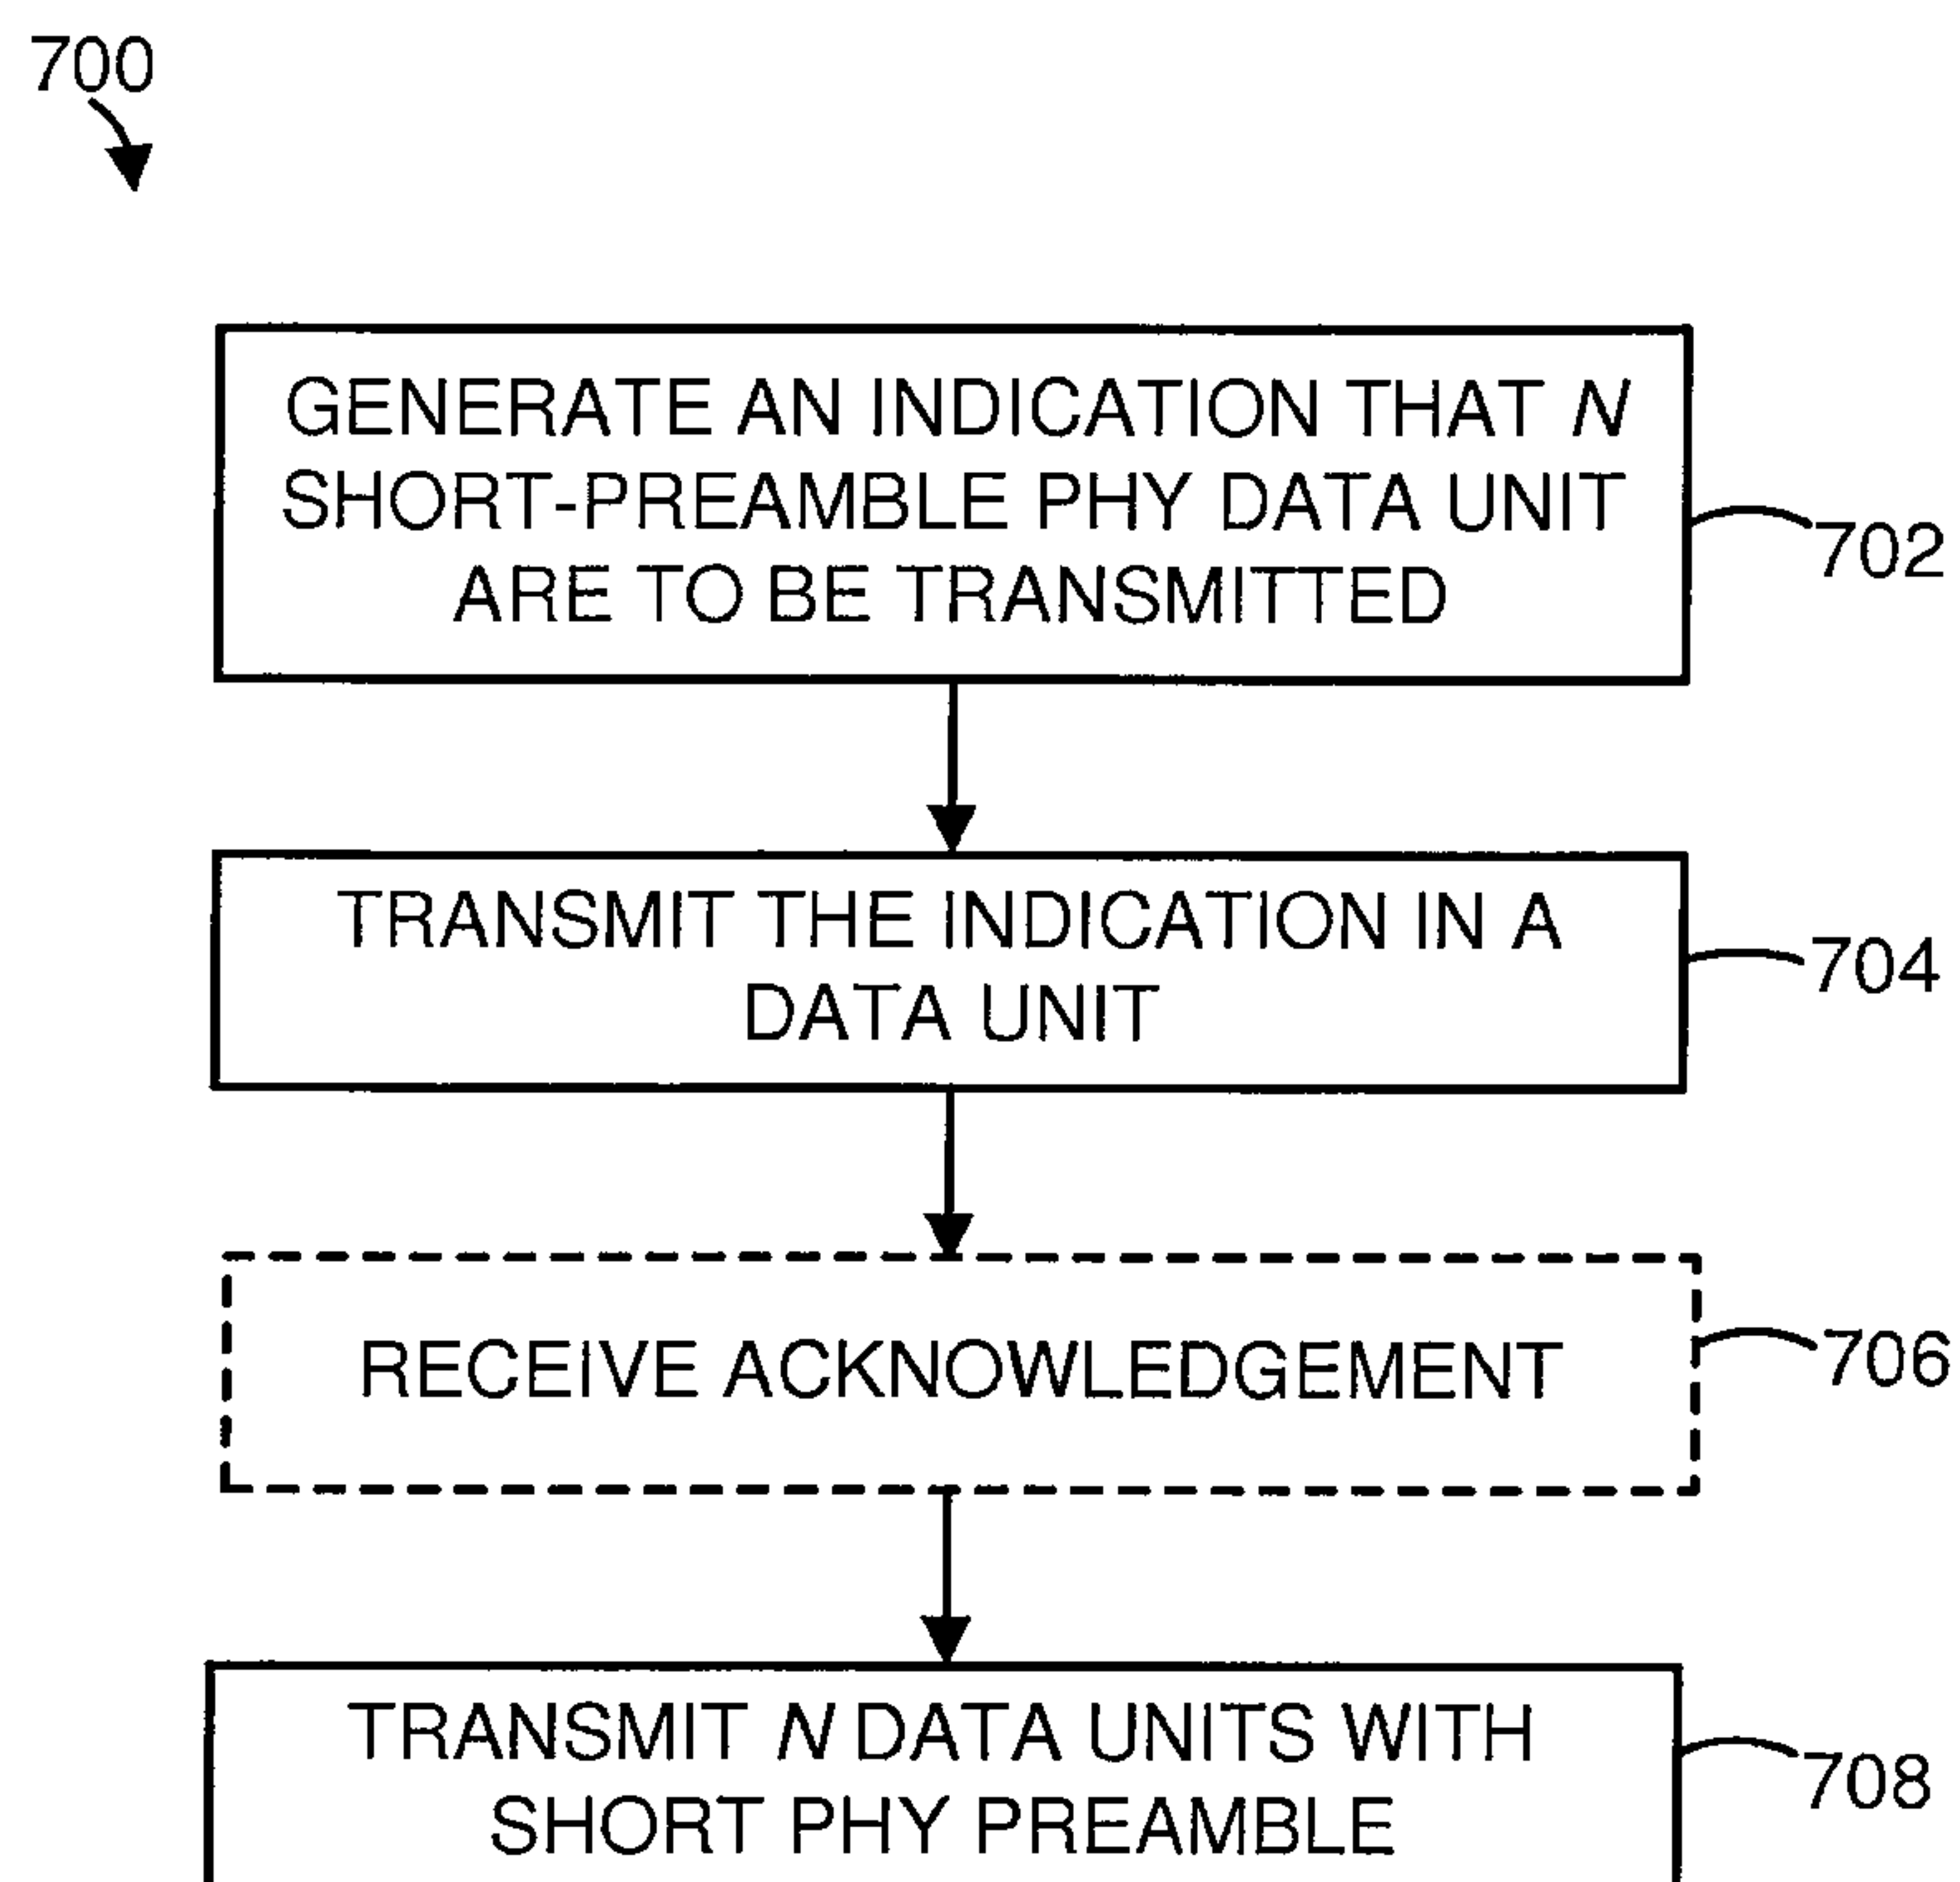 700
GENERATE AN INDICATION THAT N
SHORT-PREAMBLE PHY DATA UNIT
ARE TO BE TRANSMITTED
702
TRANSMIT THE INDICATION IN A
DATA UNIT
704
RECEIVE ACKNOWLEDGEMENT
706
TRANSMIT N DATA UNITS WITH
SHORT PHY PREAMBLE
708